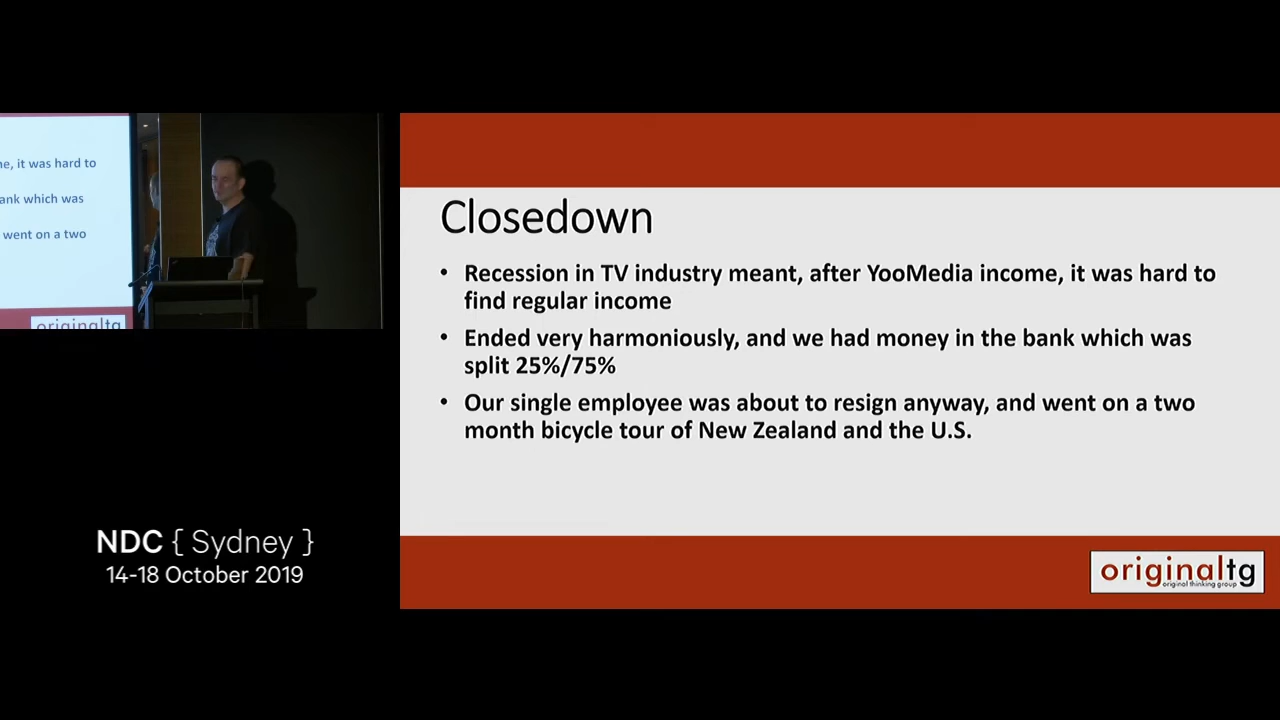 ne, it was hard to
ank which was
went on a two
originaltg
Closedown
• Recession in TV industry meant, after YooMedia income, it was hard to
find regular income
• Ended very harmoniously, and we had money in the bank which was
split 25%/75%
• Our single employee was about to resign anyway, and went on a two
month bicycle tour of New Zealand and the U.S.
NDC { Sydney }
14-18 October 2019
originaltg
original thinking group